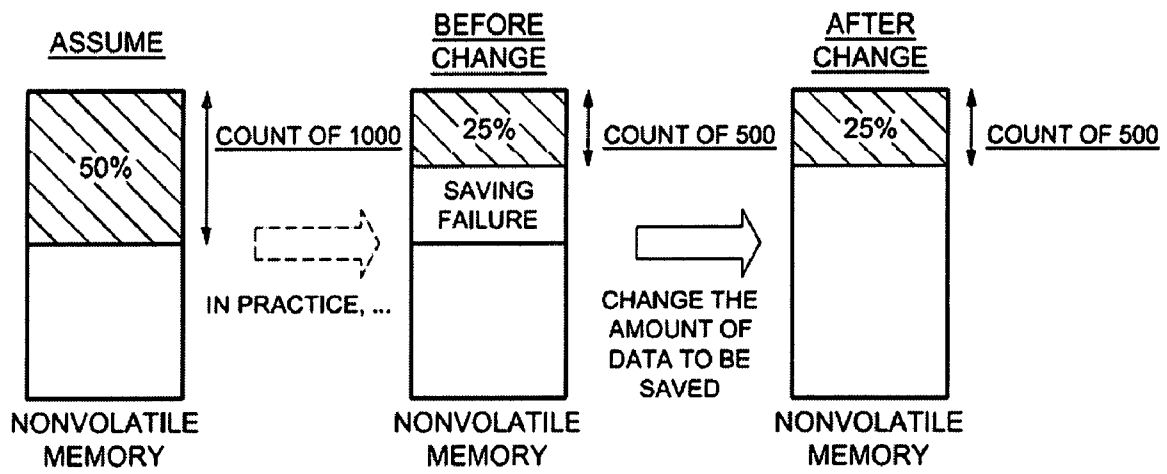 ASSUME
50%
COUNT OF 1000
NONVOLATILE
MEMORY
IN PRACTICE, ...
BEFORE
CHANGE
25%
COUNT OF 500
SAVING
FAILURE
NONVOLATILE
MEMORY
CHANGE THE
AMOUNT OF
DATA TO BE
SAVED
AFTER
CHANGE
25%
COUNT OF 500
NONVOLATILE
MEMORY